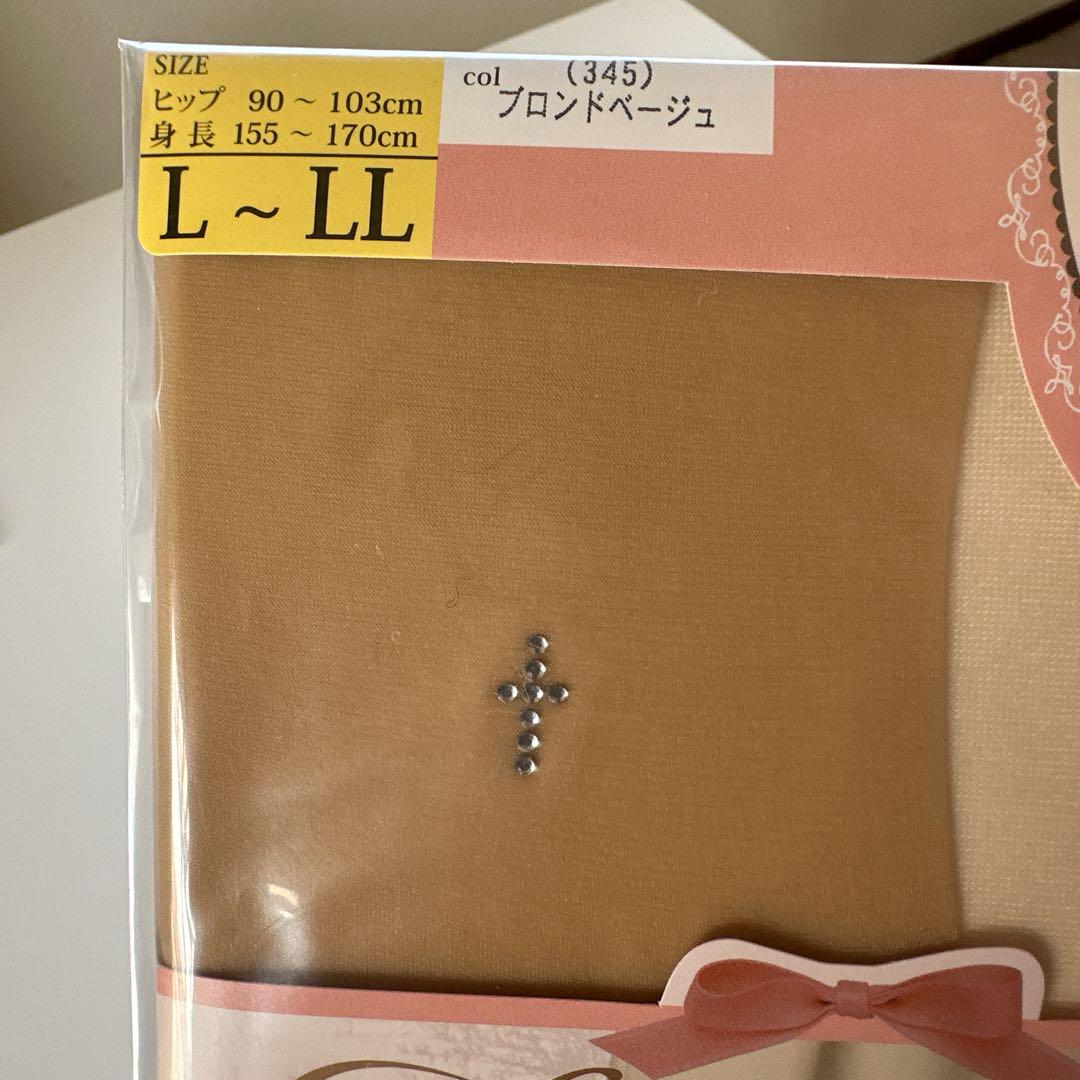 SIZE
ヒップ 90 ~ 103cm
身長 155 ~ 170cm
L ~ LL
col (345)
ブロンドベージュ